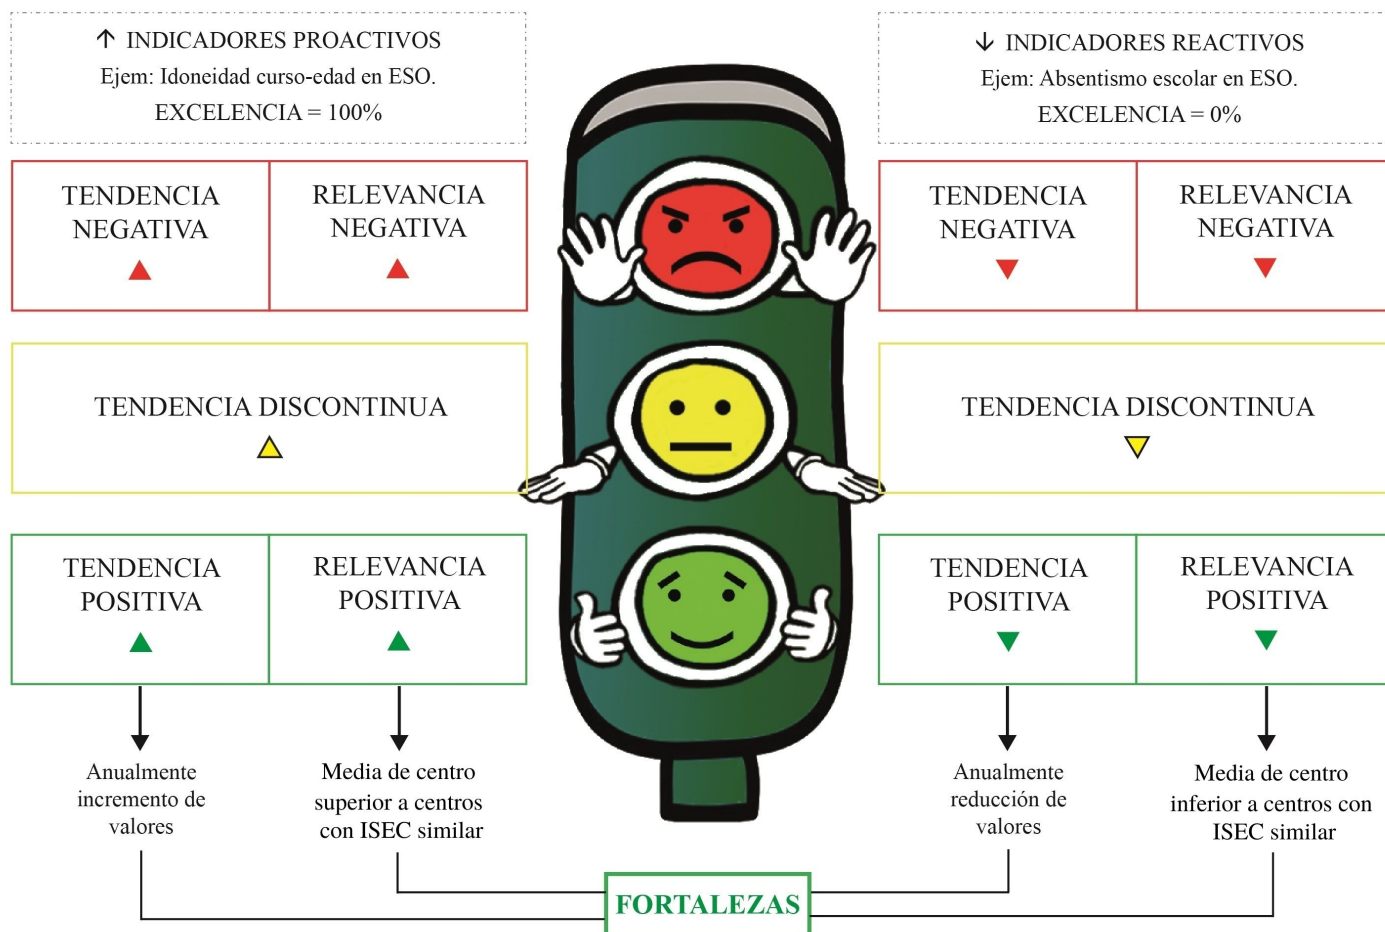 ↑ INDICADORES PROACTIVOS
Ejem: Idoneidad curso-edad en ESO.
EXCELENCIA = 100%
↓ INDICADORES REACTIVOS
Ejem: Absentismo escolar en ESO.
EXCELENCIA = 0%
TENDENCIA
NEGATIVA
RELEVANCIA
NEGATIVA
TENDENCIA
NEGATIVA
RELEVANCIA
NEGATIVA
TENDENCIA DISCONTINUA
TENDENCIA DISCONTINUA
TENDENCIA
POSITIVA
RELEVANCIA
POSITIVA
TENDENCIA
POSITIVA
RELEVANCIA
POSITIVA
Anualmente
incremento de
valores
Media de centro
superior a centros
con ISEC similar
Anualmente
reducción de
valores
Media de centro
inferior a centros con
ISEC similar
FORTALEZAS